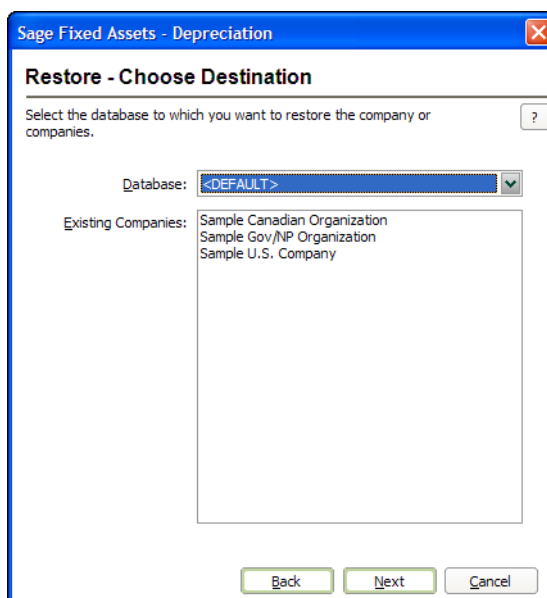 Sage Fixed Assets - Depreciation
Restore - Choose Destination
Select the database to which you want to restore the company or
companies.
?
Database: <DEFAULT>
Existing Companies: Sample Canadian Organization
Sample Gov/NP Organization
Sample U.S. Company
Back Next Cancel